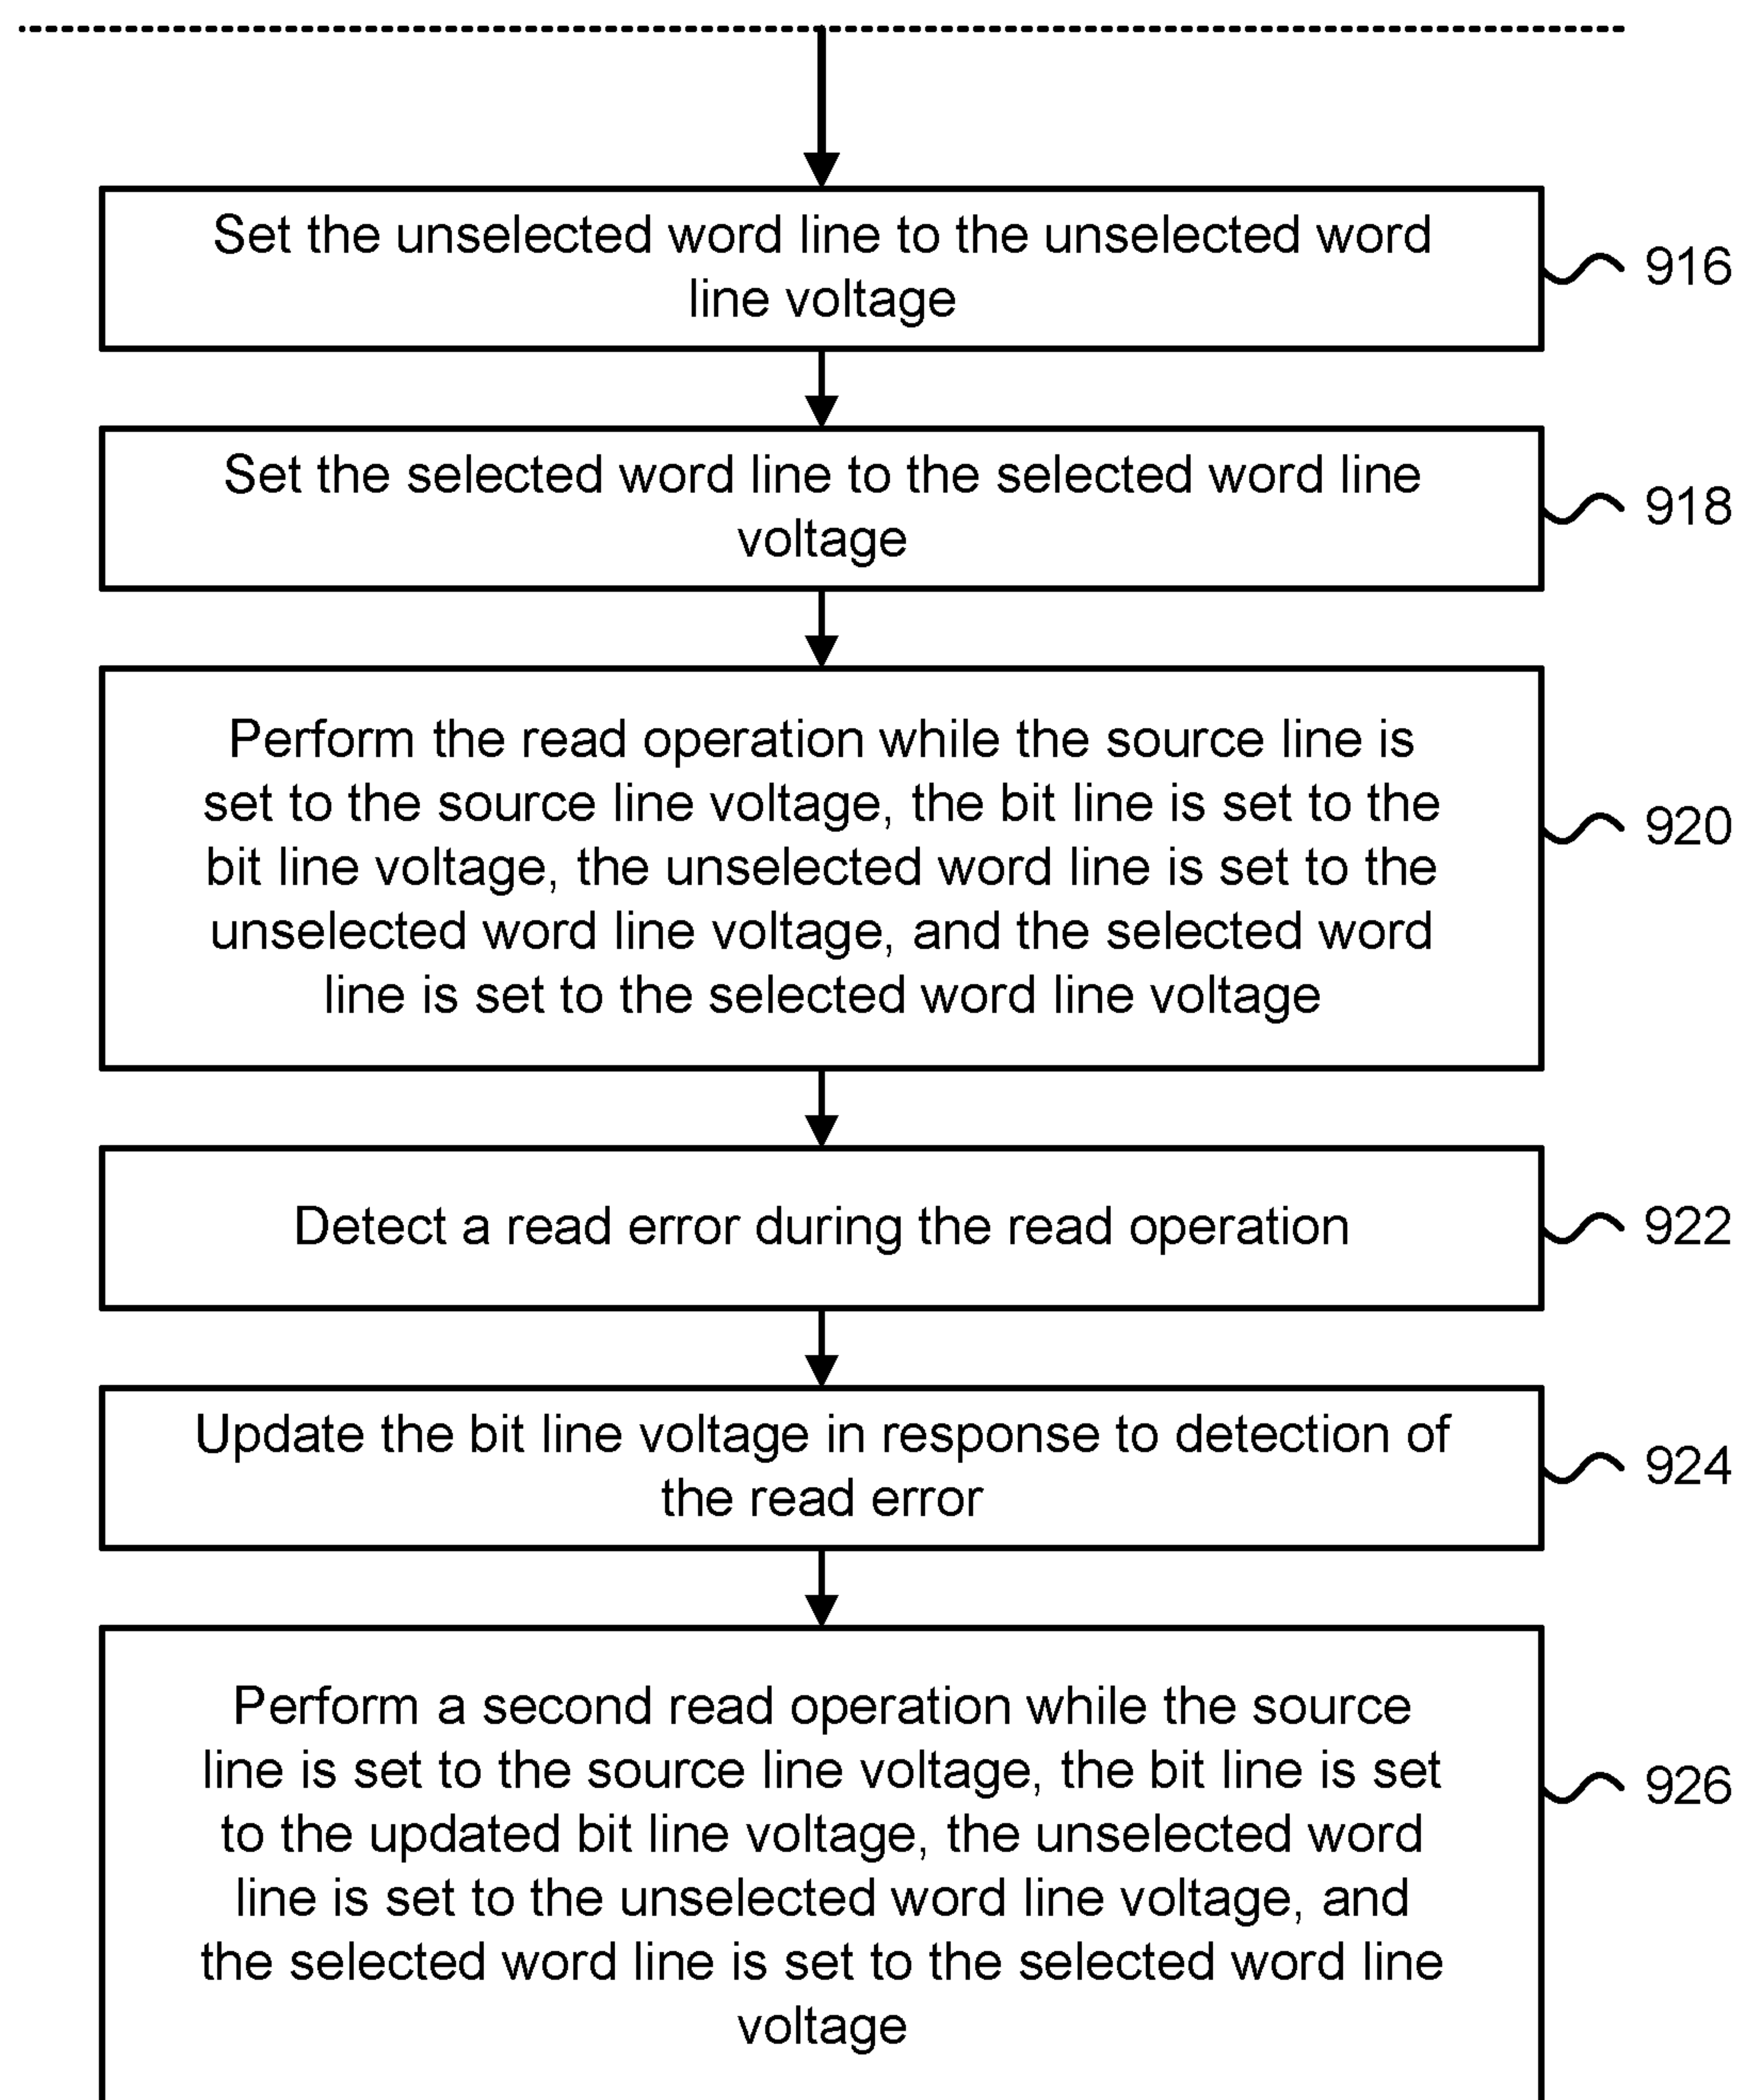 Set the unselected word line to the unselected word
line voltage
916
Set the selected word line to the selected word line
voltage
918
Perform the read operation while the source line is
set to the source line voltage, the bit line is set to the
bit line voltage, the unselected word line is set to the
unselected word line voltage, and the selected word
line is set to the selected word line voltage
920
Detect a read error during the read operation
922
Update the bit line voltage in response to detection of
the read error
924
Perform a second read operation while the source
line is set to the source line voltage, the bit line is set
to the updated bit line voltage, the unselected word
line is set to the unselected word line voltage, and
the selected word line is set to the selected word line
voltage
926